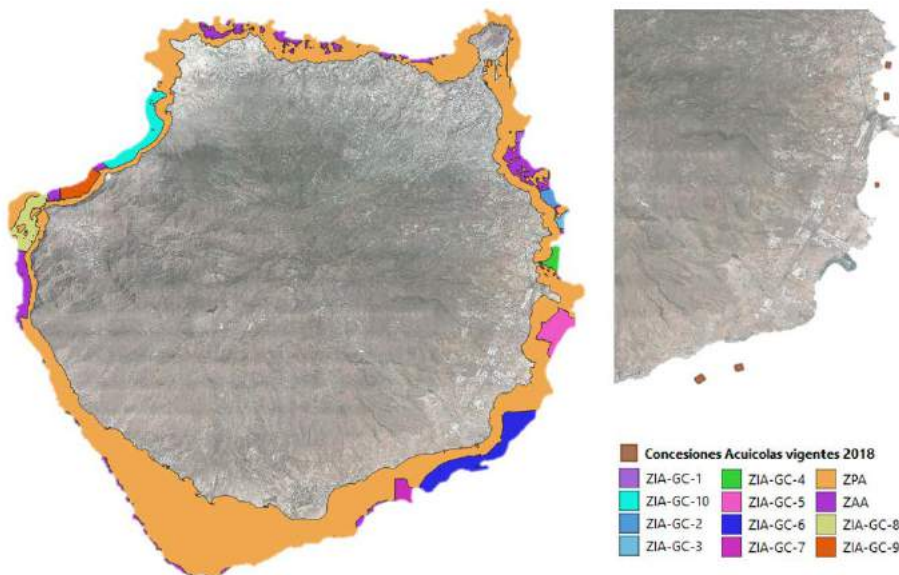 Concesiones Acuicolas vigentes 2018
ZIA-GC-1
ZIA-GC-10
ZIA-GC-2
ZIA-GC-3
ZIA-GC-4
ZIA-GC-5
ZIA-GC-6
ZIA-GC-7
ZPA
ZAA
ZIA-GC-8
ZIA-GC-9